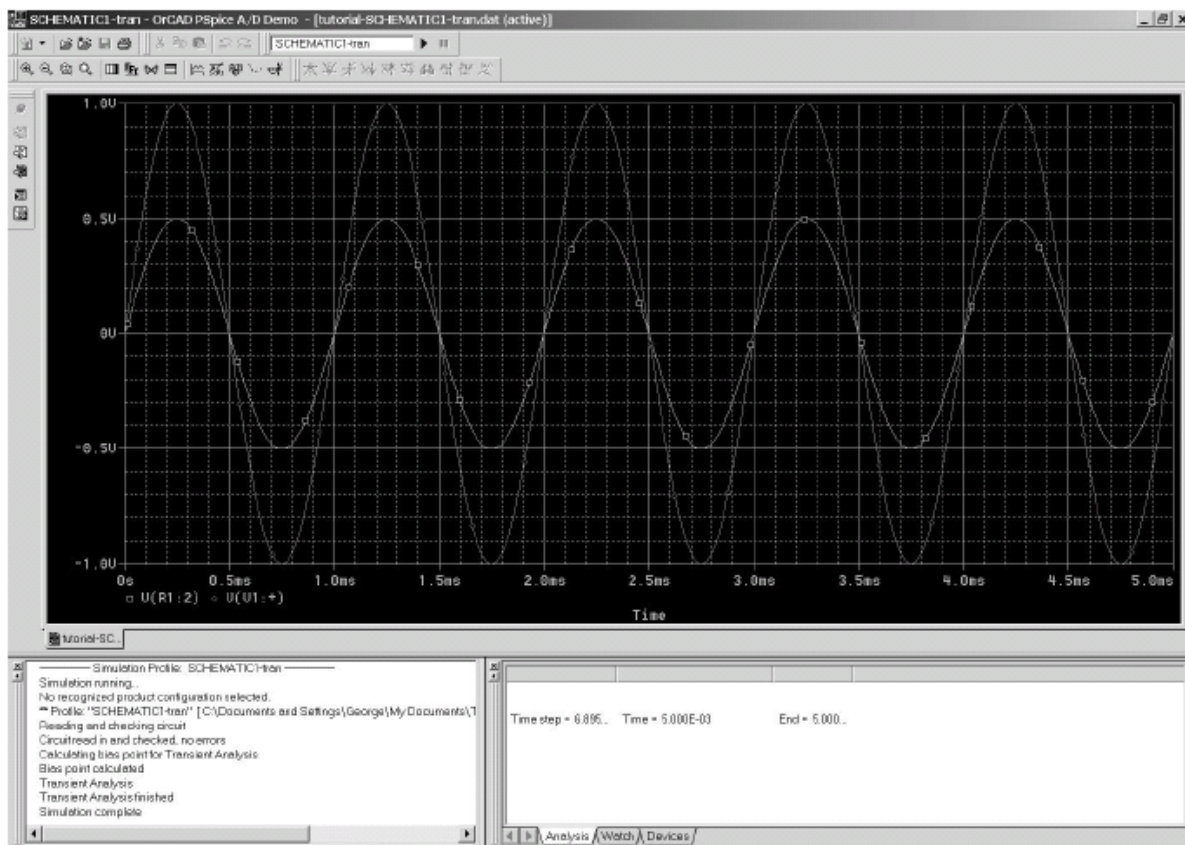 SCHEMATIC1-tran - OrCAD PSpice A/D Demo - [tutorial-SCHEMATIC1-tran.dat (active)]
SCHEMATIC1-tran
1.0V
0.5V
0V
-0.5V
-1.0V
0s 0.5ms 1.0ms 1.5ms 2.0ms 2.5ms 3.0ms 3.5ms 4.0ms 4.5ms 5.0ms
V(R1:2) V(V1:+)
Time
tutorial-SC...
Simulation Profile: SCHEMATIC1-tran
Simulation running...
No recognized product configuration selected.
** Profile: "SCHEMATIC1-tran" [ C:\Documents and Settings\George\My Documents\T
Reading and checking circuit
Circuit read in and checked, no errors
Calculating bias point for Transient Analysis
Bias point calculated
Transient Analysis
Transient Analysis finished
Simulation complete
Time step = 6.895... Time = 5.000E-03 End = 5.000...
Analysis Watch Devices